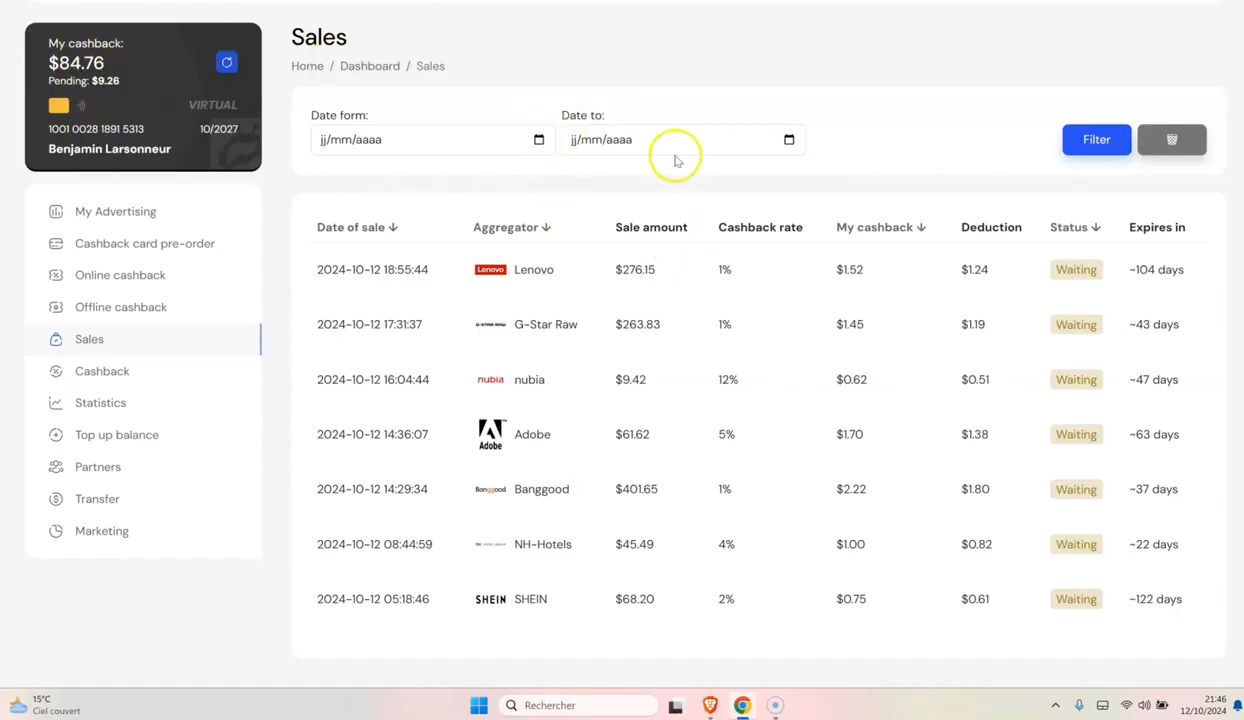 My cashback:
$84.76
Pending: $9.26
VIRTUAL
1001 0028 1891 5313 10/2027
Benjamin Larsonneur
My Advertising
Cashback card pre-order
Online cashback
Offline cashback
Sales
Cashback
Statistics
Top up balance
Partners
Transfer
Marketing
Sales
Home / Dashboard / Sales
Date form: Date to:
jj/mm/aaaa jj/mm/aaaa Filter
Date of sale ↓ Aggregator ↓ Sale amount Cashback rate My cashback ↓ Deduction Status ↓ Expires in
2024-10-12 18:55:44 Lenovo Lenovo $276.15 1% $1.52 $1.24 Waiting ~104 days
2024-10-12 17:31:37 G-STAR RAW G-Star Raw $263.83 1% $1.45 $1.19 Waiting ~43 days
2024-10-12 16:04:44 nubia nubia $9.42 12% $0.62 $0.51 Waiting ~47 days
2024-10-12 14:36:07 Adobe Adobe $61.62 5% $1.70 $1.38 Waiting ~63 days
2024-10-12 14:29:34 Banggood Banggood $401.65 1% $2.22 $1.80 Waiting ~37 days
2024-10-12 08:44:59 NH-Hotels $45.49 4% $1.00 $0.82 Waiting ~22 days
2024-10-12 05:18:46 SHEIN SHEIN $68.20 2% $0.75 $0.61 Waiting ~122 days
15°C
Ciel couvert
Rechercher
21:46
12/10/2024